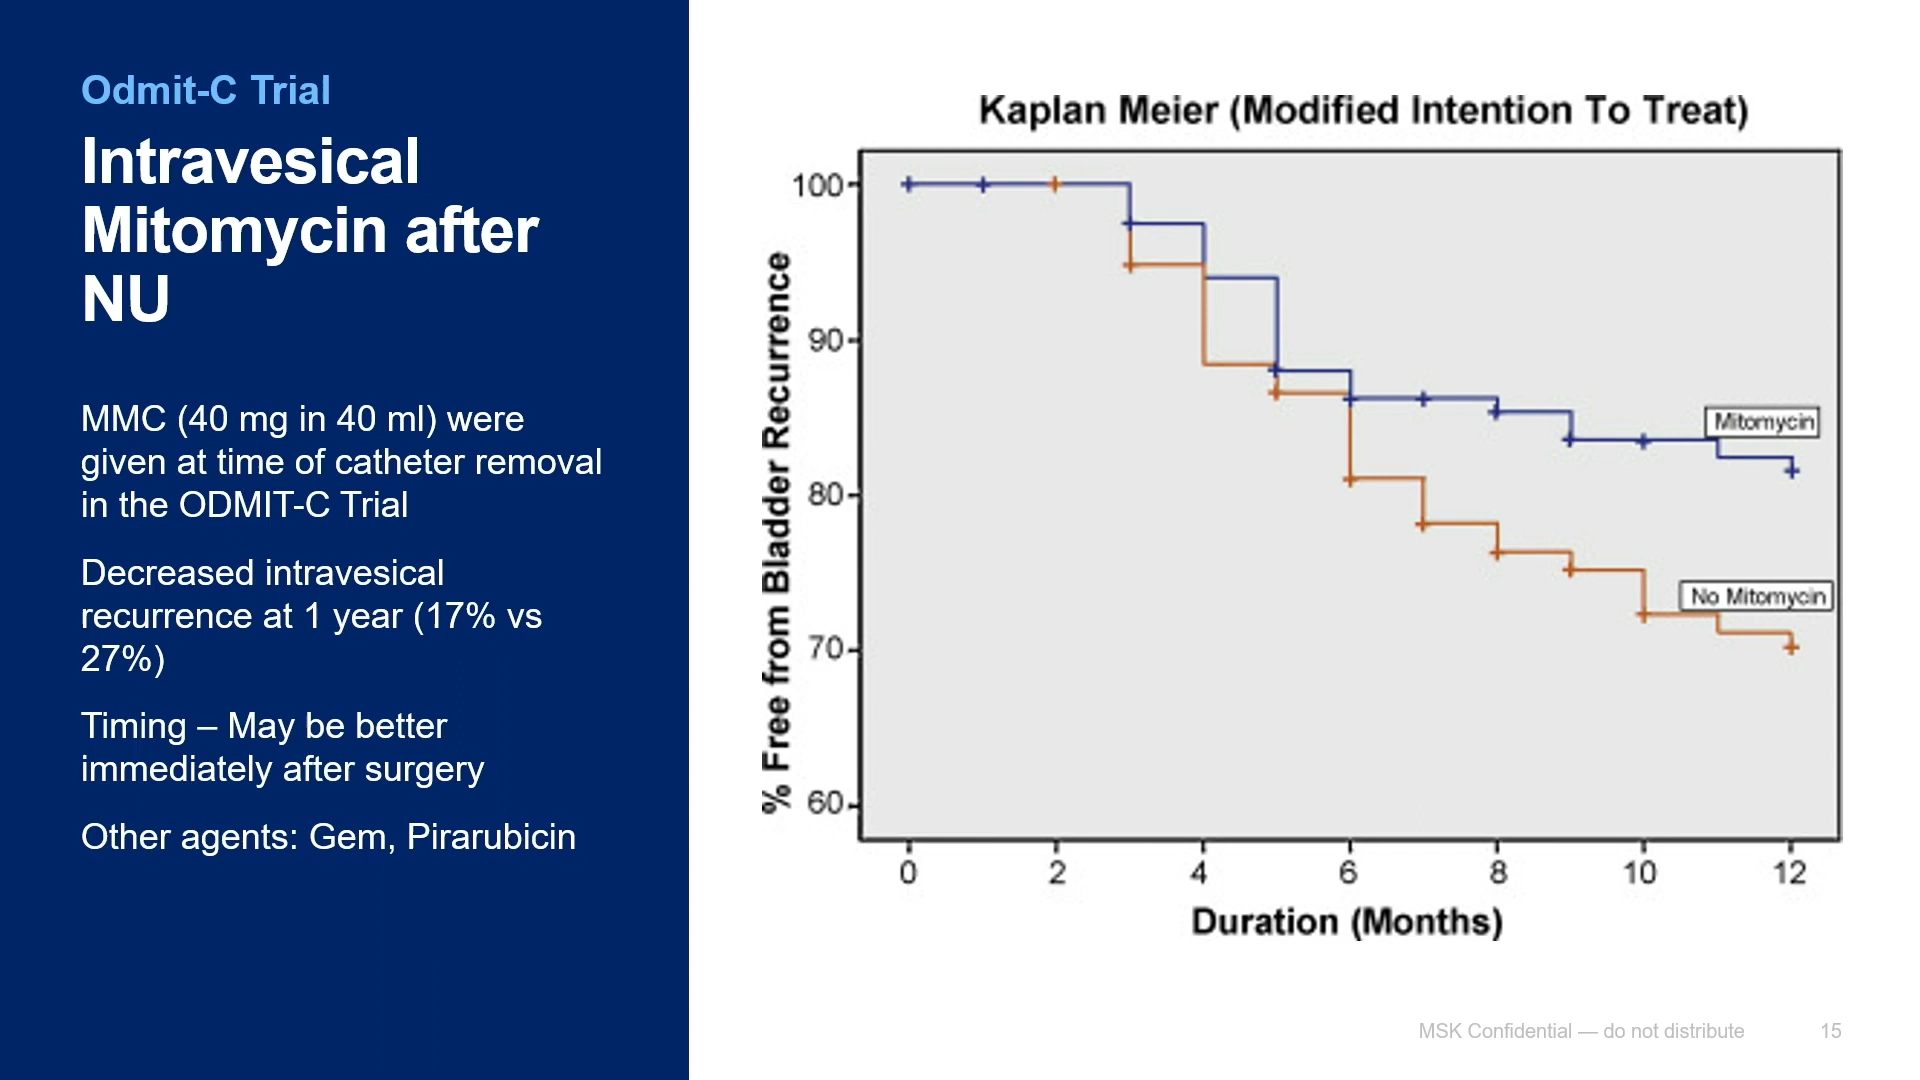 Odmit-C Trial
Intravesical
Mitomycin after
NU
MMC (40 mg in 40 ml) were
given at time of catheter removal
in the ODMIT-C Trial
Decreased intravesical
recurrence at 1 year (17% vs
27%)
Timing – May be better
immediately after surgery
Other agents: Gem, Pirarubicin
Kaplan Meier (Modified Intention To Treat)
% Free from Bladder Recurrence
100
90
80
70
60
Mitomycin
No Mitomycin
0 2 4 6 8 10 12
Duration (Months)
MSK Confidential — do not distribute 15